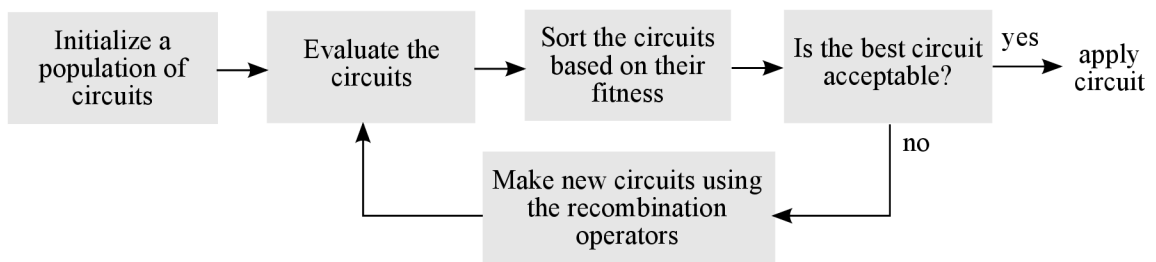 Initialize a
population of
circuits
Evaluate the
circuits
Sort the circuits
based on their
fitness
Is the best circuit
acceptable?
yes
apply
circuit
no
Make new circuits using
the recombination
operators